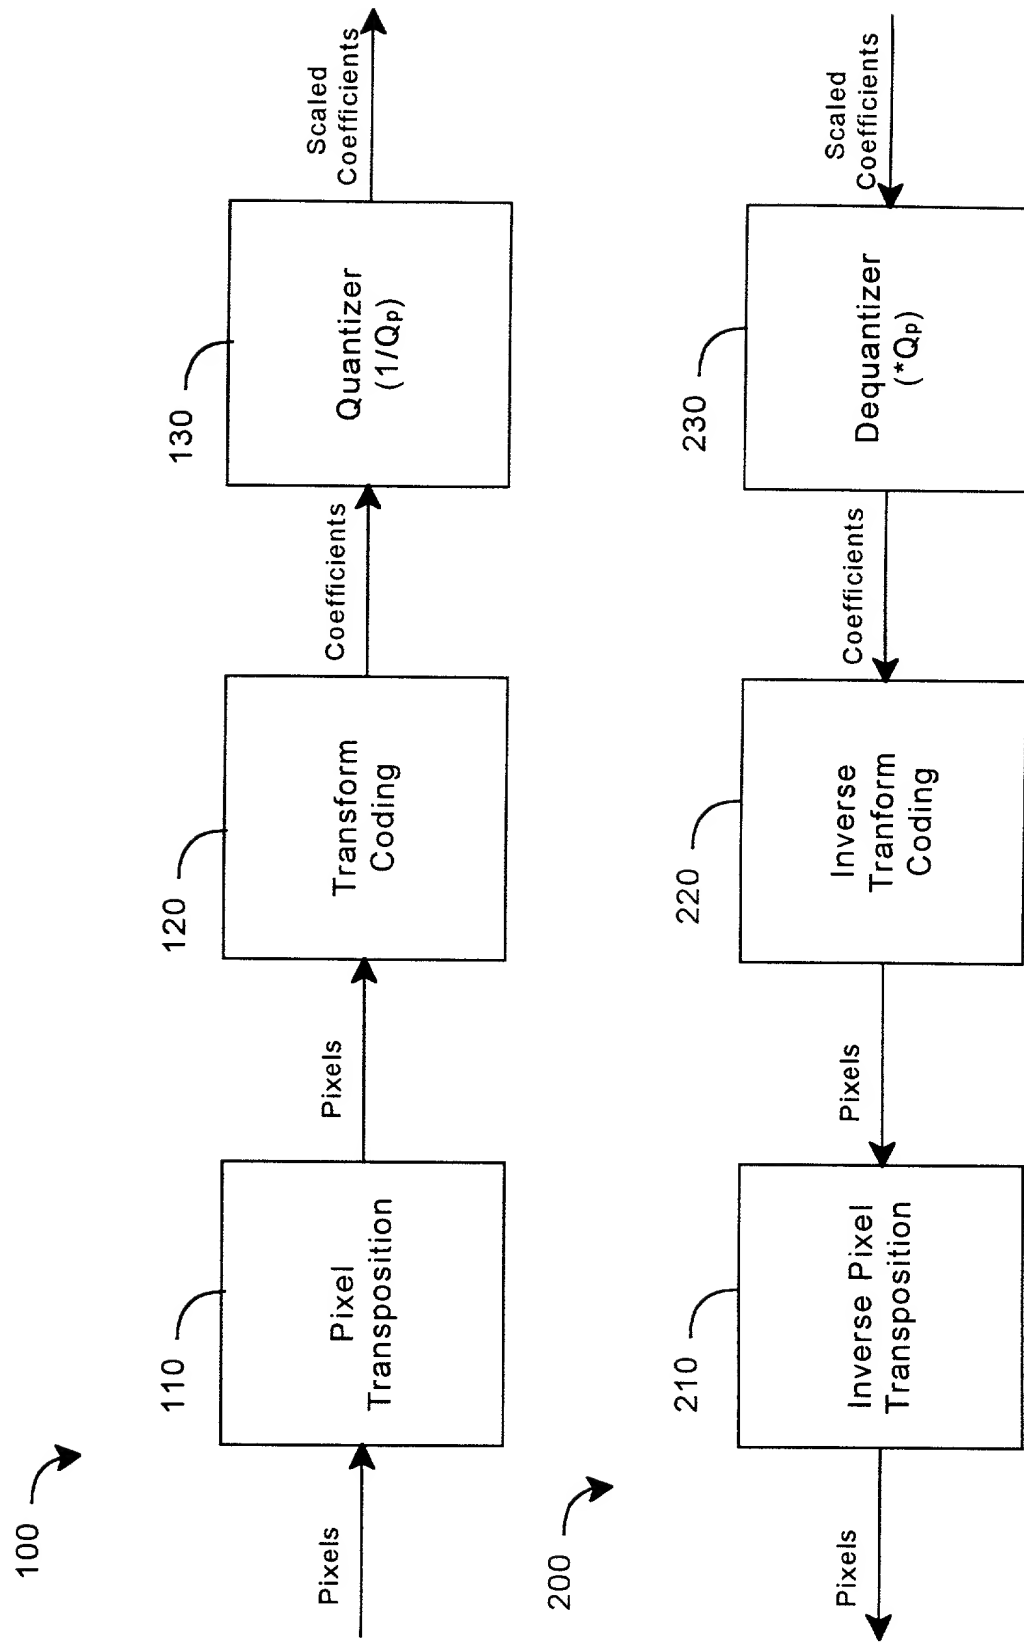 100
Pixels
110
Pixel
Transposition
Pixels
120
Transform
Coding
Coefficients
130
Quantizer
(1/Qp)
Scaled
Coefficients
200
Pixels
210
Inverse Pixel
Transposition
Pixels
220
Inverse
Tranform
Coding
Coefficients
230
Dequantizer
(*Qp)
Scaled
Coefficients